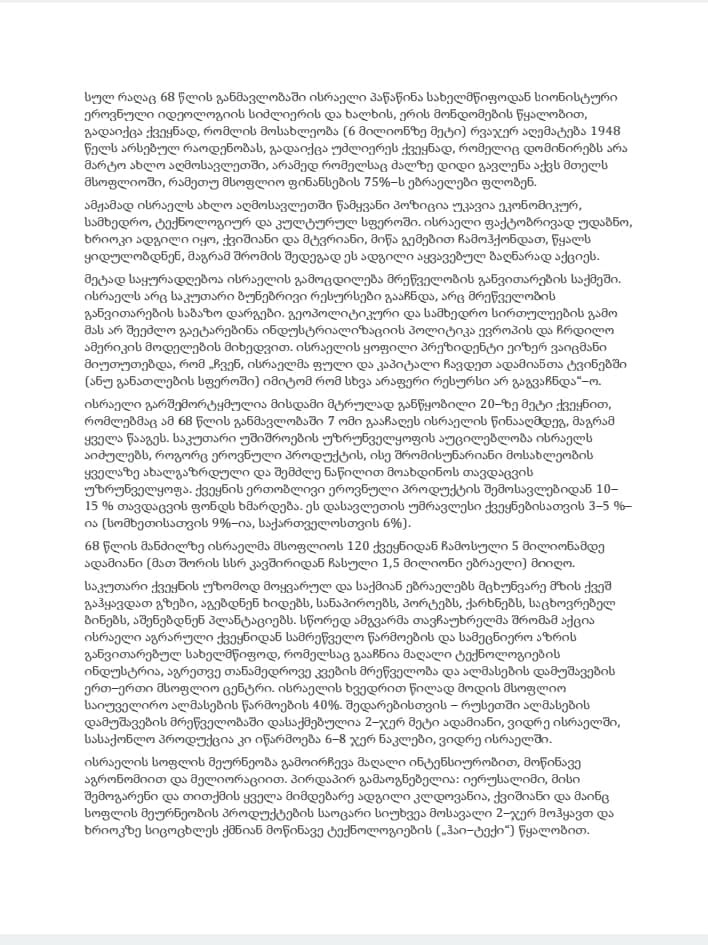 სულ რაღაც 68 წლის განმავლობაში ისრაელი პაწაწინა სახელმწიფოდან სიონისტური
ეროვნული იდეოლოგიის სიძლიერის და ხალხის, ერის მონდომების წყალობით,
გადაიქცა ქვეყნად, რომლის მოსახლეობა (6 მილიონზე მეტი) რვაჯერ აღემატება 1948
წელს არსებულ რაოდენობას, გადაიქცა უძლიერეს ქვეყნად, რომელიც დომინირებს არა
მარტო ახლო აღმოსავლეთში, არამედ რომელსაც ძალზე დიდი გავლენა აქვს მთელს
მსოფლიოში, რამეთუ მსოფლიო ფინანსების 75%–ს ებრაელები ფლობენ.
ამჟამად ისრაელს ახლო აღმოსავლეთში წამყვანი პოზიცია უკავია ეკონომიკურ,
სამხედრო, ტექნოლოგიურ და კულტურულ სფეროში. ისრაელი ფაქტობრივად უდაბნო,
ხრიოკი ადგილი იყო, ქვიშიანი და მტვრიანი, მიწა გემებით ჩამოჰქონდათ, წყალს
ყიდულობდნენ, მაგრამ შრომის შედეგად ეს ადგილი აყვავებულ ბაღნარად აქციეს.
მეტად საყურადღებოა ისრაელის გამოცდილება მრეწველობის განვითარების საქმეში.
ისრაელს არც საკუთარი ბუნებრივი რესურსები გააჩნდა, არც მრეწველობის
განვითარების საბაზო დარგები. გეოპოლიტიკური და სამხედრო სირთულეების გამო
მას არ შეეძლო გაეტარებინა ინდუსტრიალიზაციის პოლიტიკა ევროპის და ჩრდილო
ამერიკის მოდელების მიხედვით. ისრაელის ყოფილი პრეზიდენტი ეიზერ ვაიცმანი
მიუთუთებდა, რომ „ჩვენ, ისრაელმა ფული და კაპიტალი ჩავდეთ ადამიანთა ტვინებში
(ანუ განათლების სფეროში) იმიტომ რომ სხვა არაფერი რესურსი არ გაგვაჩნდა“–ო.
ისრაელი გარშემორტყმულია მისდამი მტრულად განწყობილი 20–ზე მეტი ქვეყნით,
რომლებმაც ამ 68 წლის განმავლობაში 7 ომი გააჩაღეს ისრაელის წინააღმდეგ, მაგრამ
ყველა წააგეს. საკუთარი უშიშროების უზრუნველყოფის აუცილებლობა ისრაელს
აიძულებს, როგორც ეროვნული პროდუქტის, ისე შრომისუნარიანი მოსახლეობის
ყველაზე ახალგაზრდული და შემძლე ნაწილით მოახდინოს თავდაცვის
უზრუნველყოფა. ქვეყნის ერთობლივი ეროვნული პროდუქტის შემოსავლებიდან 10–
15 % თავდაცვის ფონდს ხმარდება. ეს დასავლეთის უმრავლესი ქვეყნებისათვის 3–5 %–
ია (სომხეთისათვის 9%–ია, საქართველოსთვის 6%).
68 წლის მანძილზე ისრაელმა მსოფლიოს 120 ქვეყნიდან ჩამოსული 5 მილიონამდე
ადამიანი (მათ შორის სსრ კავშირიდან ჩასული 1,5 მილიონი ებრაელი) მიიღო.
საკუთარი ქვეყნის უზომოდ მოყვარულ და საქმიან ებრაელებს მცხუნვარე მზის ქვეშ
გაჰყავდათ გზები, აგებდნენ ხიდებს, სანაპიროებს, პორტებს, ქარხნებს, საცხოვრებელ
ბინებს, აშენებდნენ პლანტაციებს. სწორედ ამგვარმა თავჩაუხრელმა შრომამ აქცია
ისრაელი აგრარული ქვეყნიდან სამრეწველო წარმოების და სამეცნიერო აზრის
განვითარებულ სახელმწიფოდ, რომელსაც გააჩნია მაღალი ტექნოლოგიების
ინდუსტრია, აგრეთვე თანამედროვე კვების მრეწველობა და ალმასების დამუშავების
ერთ–ერთი მსოფლიო ცენტრი. ისრაელის ხვედრით წილად მოდის მსოფლიო
საიუველირო ალმასების წარმოების 40%. შედარებისთვის – რუსეთში ალმასების
დამუშავების მრეწველობაში დასაქმებულია 2–ჯერ მეტი ადამიანი, ვიდრე ისრაელში,
სასაქონლო პროდუქცია კი იწარმოება 6–8 ჯერ ნაკლები, ვიდრე ისრაელში.
ისრაელის სოფლის მეურნეობა გამოირჩევა მაღალი ინტენსიურობით, მოწინავე
აგრონომიით და მელიორაციით. პირდაპირ გამაოგნებელია: იერუსალიმი, მისი
შემოგარენი და თითქმის ყველა მიმდებარე ადგილი კლდოვანია, ქვიშიანი და მაინც
სოფლის მეურნეობის პროდუქტების საოცარი სიუხვეა მოსავალი 2–ჯერ მოჰყავთ და
ხრიოკზე სიცოცხლეს ქმნიან მოწინავე ტექნოლოგიების („ჰაი–ტექი“) წყალობით.